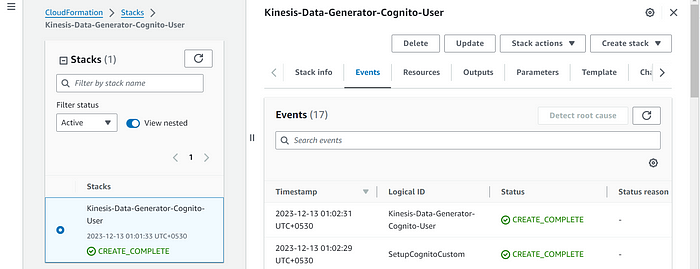 CloudFormation > Stacks >
Kinesis-Data-Generator-Cognito-User
Stacks (1)
Filter by stack name
Filter status
Active
View nested
1
Stacks
Kinesis-Data-Generator-Cognito-
User
2023-12-13 01:01:33 UTC+0530
CREATE_COMPLETE
Kinesis-Data-Generator-Cognito-User
Delete
Update
Stack actions
Create stack
Stack info
Events
Resources
Outputs
Parameters
Template
Cha
Events (17)
Detect root cause
Search events
Timestamp
Logical ID
Status
Status reason
2023-12-13 01:02:31
UTC+0530
Kinesis-Data-Generator-
Cognito-User
CREATE_COMPLETE
-
2023-12-13 01:02:29
UTC+0530
SetupCognitoCustom
CREATE_COMPLETE
-